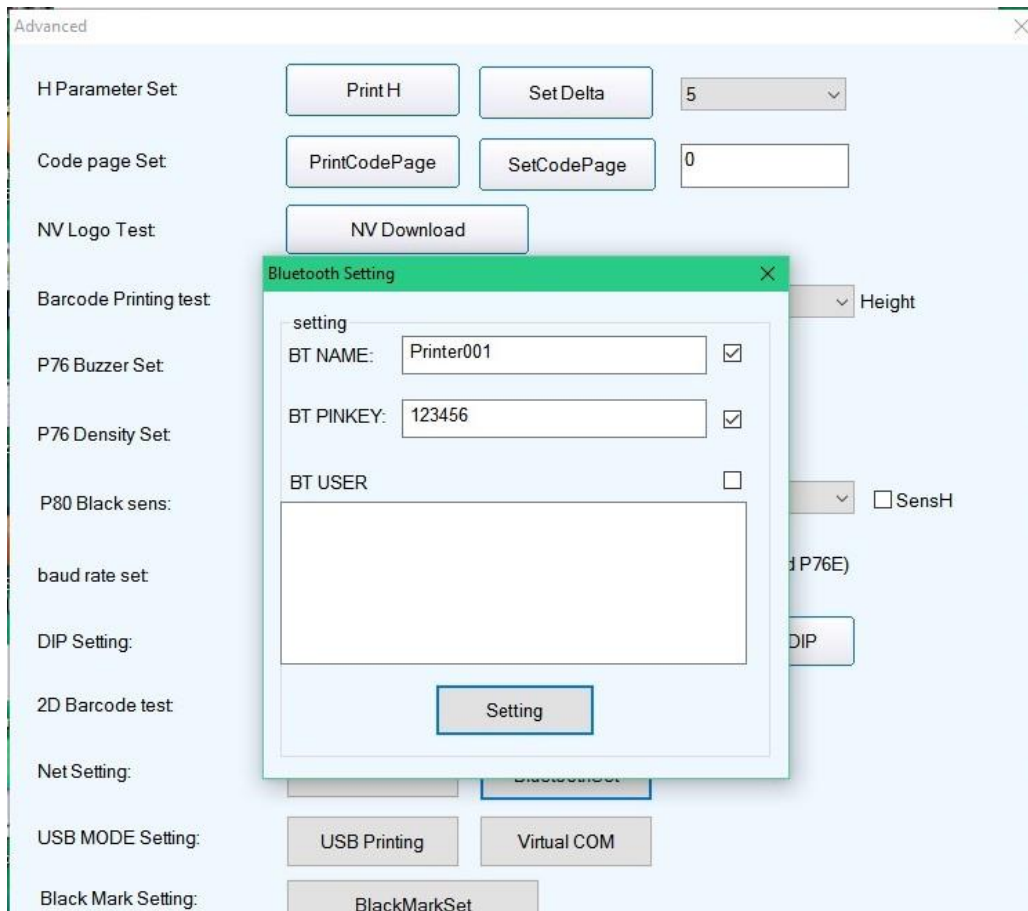 Advanced
H Parameter Set: Print H Set Delta 5
Code page Set: PrintCodePage SetCodePage 0
NV Logo Test: NV Download
Bluetooth Setting
Barcode Printing test: Height
setting
BT NAME: Printer001
P76 Buzzer Set:
BT PINKEY: 123456
P76 Density Set:
BT USER
P80 Black sens: SensH
baud rate set: P76E)
DIP Setting: DIP
2D Barcode test:
Setting
Net Setting:
USB MODE Setting: USB Printing Virtual COM
Black Mark Setting: BlackMarkSet